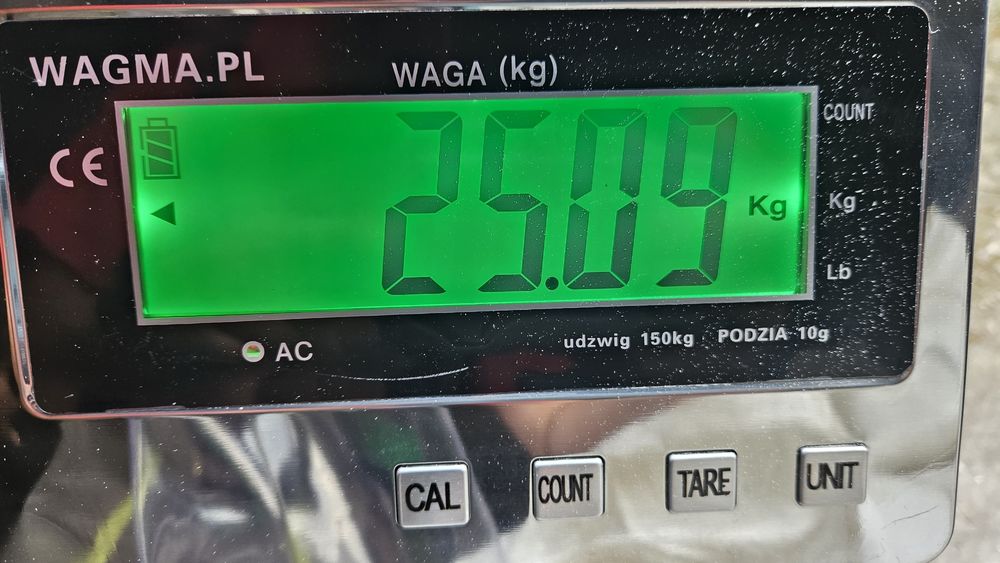 WAGMA.PL
WAGA (kg)
CE
25.09 Kg
COUNT
Kg
Lb
AC
udżwig 150kg PODZIA 10g
CAL
COUNT
TARE
UNIT